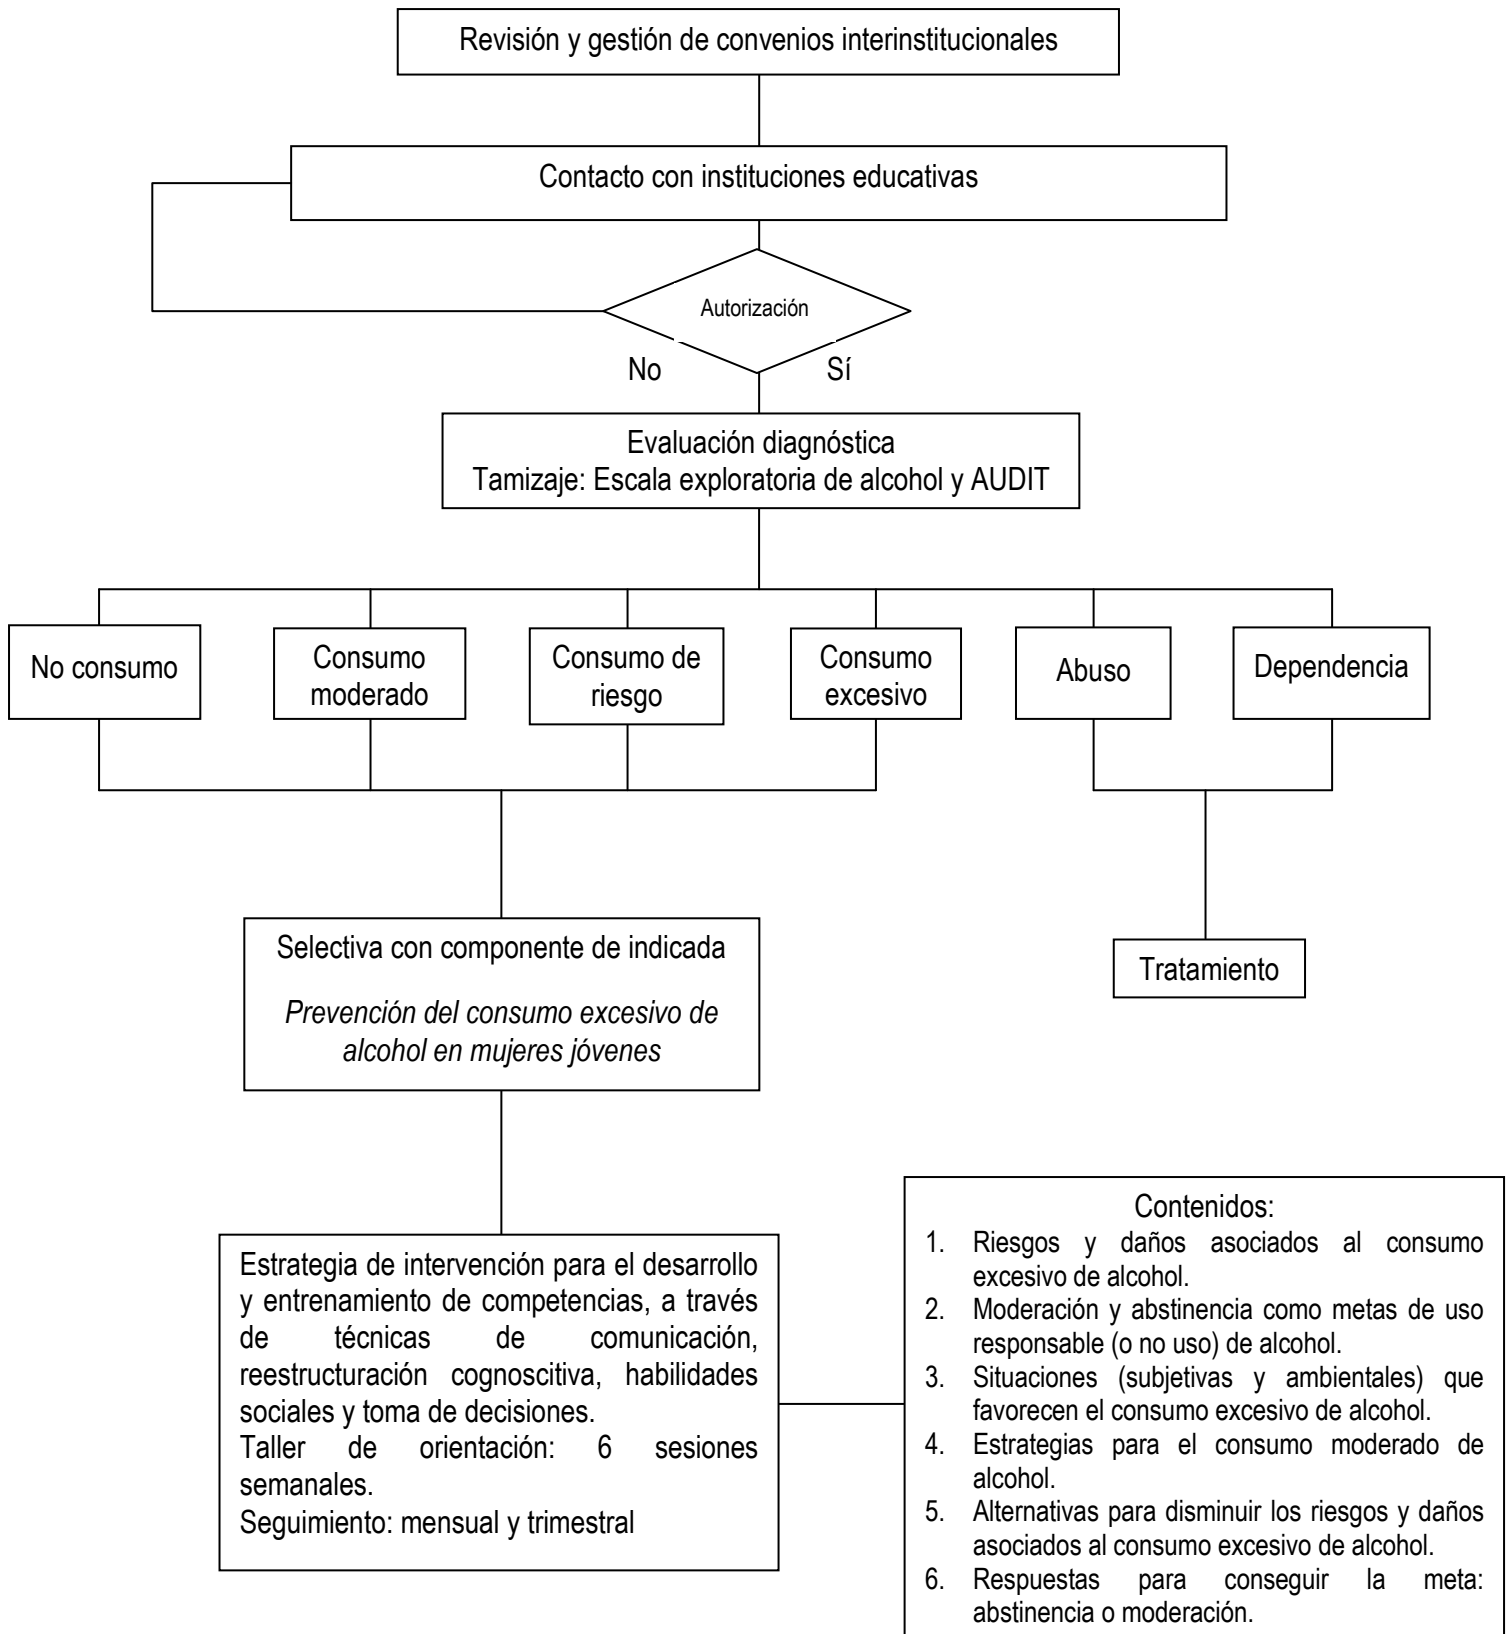 Revisión y gestión de convenios interinstitucionales
Contacto con instituciones educativas
Autorización
No
Sí
Evaluación diagnóstica
Tamizaje: Escala exploratoria de alcohol y AUDIT
No consumo
Consumo
moderado
Consumo de
riesgo
Consumo
excesivo
Abuso
Dependencia
Selectiva con componente de indicada
Prevención del consumo excesivo de
alcohol en mujeres jóvenes
Tratamiento
Estrategia de intervención para el desarrollo
y entrenamiento de competencias, a través
de técnicas de comunicación,
reestructuración cognoscitiva, habilidades
sociales y toma de decisiones.
Taller de orientación: 6 sesiones
semanales.
Seguimiento: mensual y trimestral
Contenidos:
1. Riesgos y daños asociados al consumo
excesivo de alcohol.
2. Moderación y abstinencia como metas de uso
responsable (o no uso) de alcohol.
3. Situaciones (subjetivas y ambientales) que
favorecen el consumo excesivo de alcohol.
4. Estrategias para el consumo moderado de
alcohol.
5. Alternativas para disminuir los riesgos y daños
asociados al consumo excesivo de alcohol.
6. Respuestas para conseguir la meta:
abstinencia o moderación.